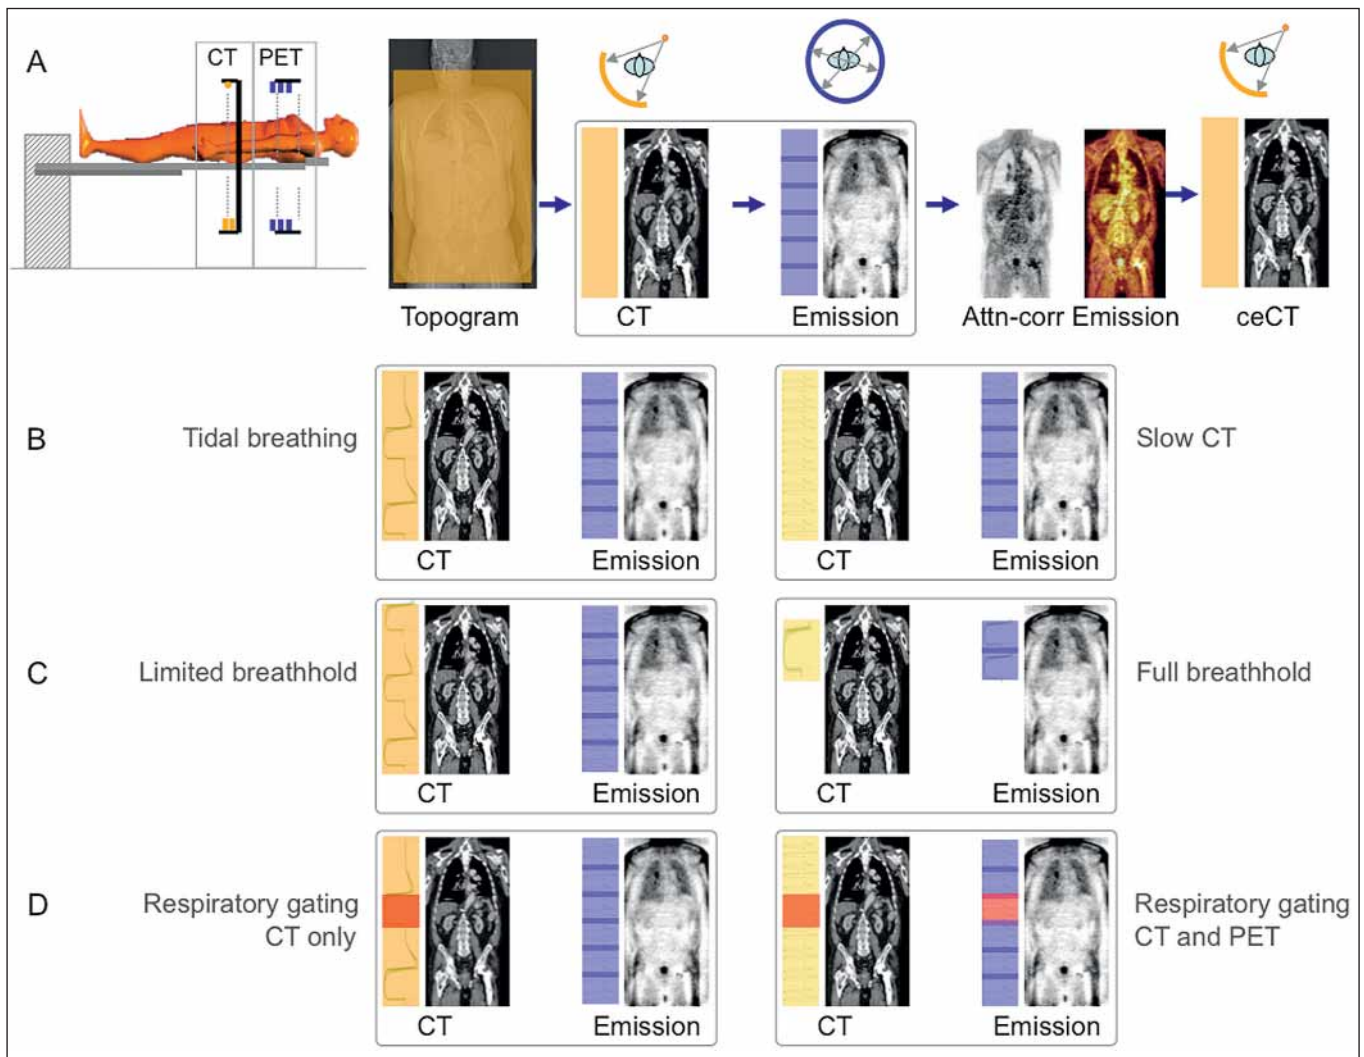 A
CT PET
Topogram
CT
Emission
Attn-corr Emission
ceCT
B
Tidal breathing
CT
Emission
CT
Emission
Slow CT
C
Limited breathhold
CT
Emission
CT
Emission
Full breathhold
D
Respiratory gating
CT only
CT
Emission
CT
Emission
Respiratory gating
CT and PET